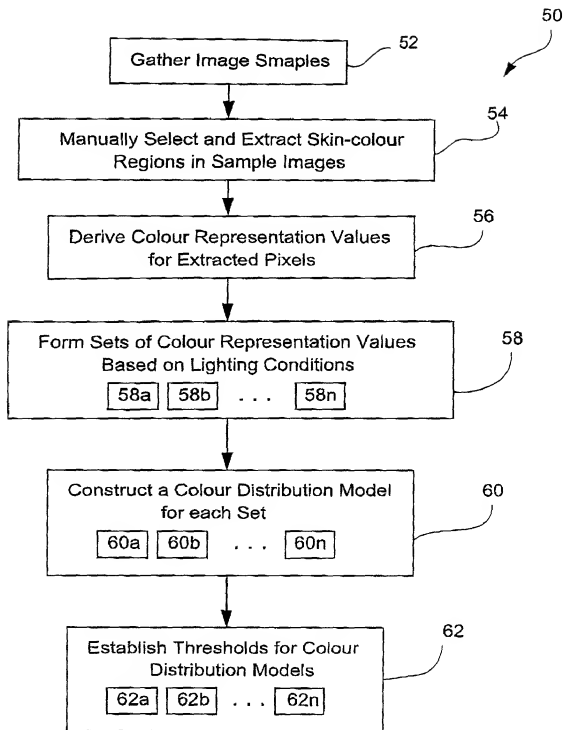 50
Gather Image Smaples
52
Manually Select and Extract Skin-colour
Regions in Sample Images
54
Derive Colour Representation Values
for Extracted Pixels
56
Form Sets of Colour Representation Values
Based on Lighting Conditions
58a 58b . . . 58n
58
Construct a Colour Distribution Model
for each Set
60a 60b . . . 60n
60
Establish Thresholds for Colour
Distribution Models
62a 62b . . . 62n
62